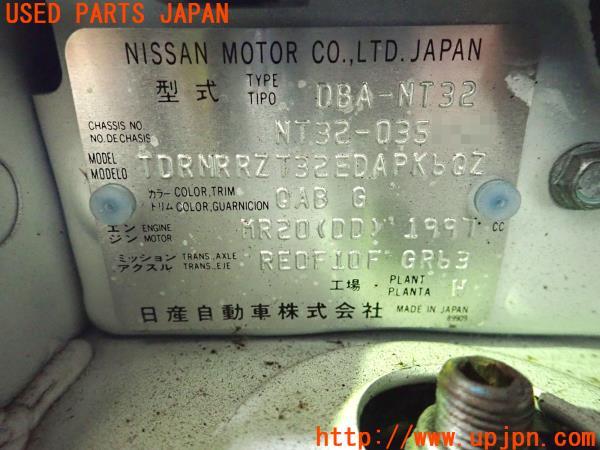 USED PARTS JAPAN
NISSAN MOTOR CO.,LTD. JAPAN
型式 TYPE TIPO DBA-NT32
CHASSIS NO. NO. DE CHASIS NT32-035
MODEL MODELO TDRNRRZ T32EDAPK6QZ
カラー COLOR, TRIM
トリム COLOR, GUARNICION QAB G
エンジン ENGINE MOTOR MR20(DD) 1997 CC
ミッション TRANS., AXLE
アクスル TRANS., EJE RE0F10F GR63
工場 PLANT PLANTA H
日産自動車株式会社 MADE IN JAPAN
89909
UPJ
http://www.upjpn.com